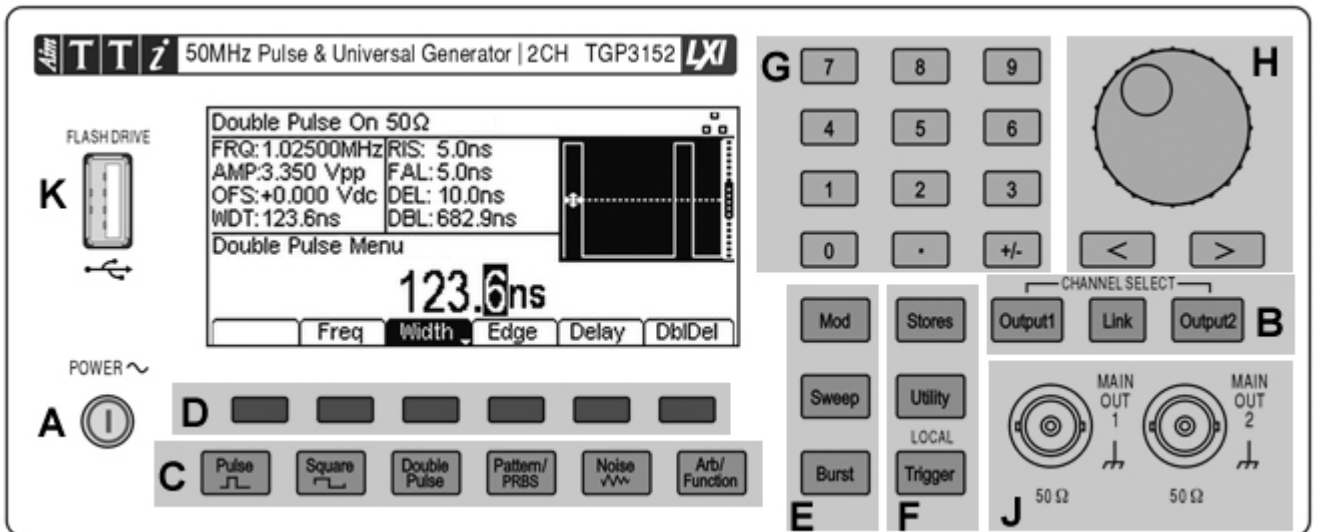 Aim TTi 50MHz Pulse & Universal Generator | 2CH TGP3152 LXI
FLASH DRIVE
K
Double Pulse On 50Ω
FRQ:1.02500MHz RIS: 5.0ns
AMP:3.350 Vpp FAL:5.0ns
OFS:+0.000 Vdc DEL: 10.0ns
WDT:123.6ns DBL:682.9ns
Double Pulse Menu
123.6ns
Freq Width Edge Delay DblDel
POWER
A
D
C
Pulse
Square
Double
Pulse
Pattern/
PRBS
Noise
Arb/
Function
G
7 8 9
4 5 6
1 2 3
0 . +/-
H
< >
CHANNEL SELECT
Output1 Link Output2 B
Mod
Sweep
Burst
E
Stores
Utility
LOCAL
Trigger
F
MAIN
OUT
1
50 Ω
MAIN
OUT
2
50 Ω
J